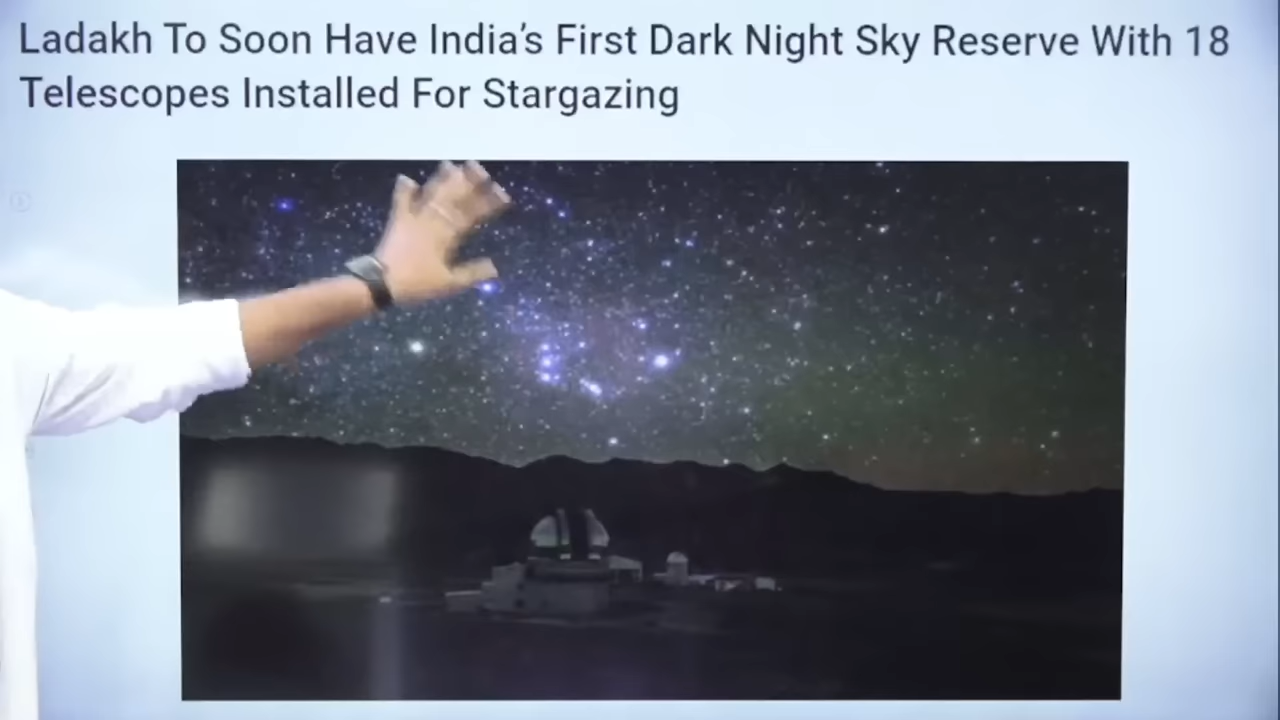 Ladakh To Soon Have India's First Dark Night Sky Reserve With 18
Telescopes Installed For Stargazing